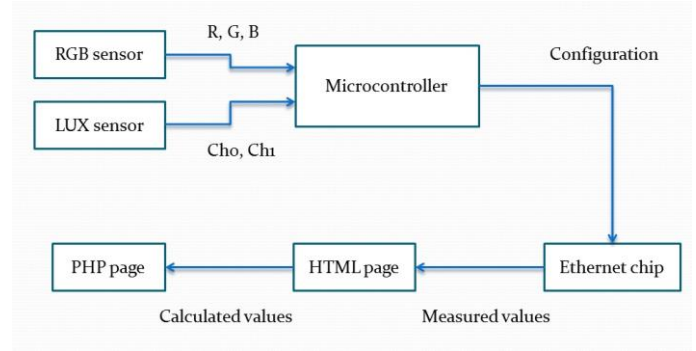 R, G, B
RGB sensor
Configuration
Microcontroller
LUX sensor
Ch0, Ch1
PHP page
HTML page
Ethernet chip
Calculated values
Measured values